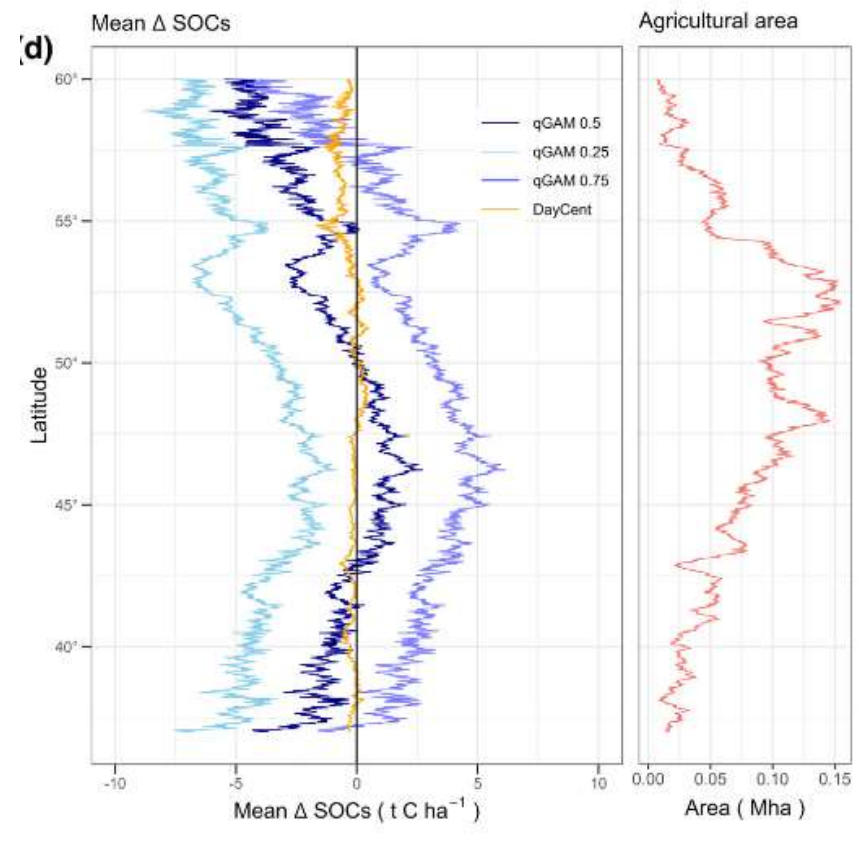 Mean Δ SOCs
Agricultural area
(d)
60°
55°
50°
45°
40°
Latitude
qGAM 0.5
qGAM 0.25
qGAM 0.75
DayCent
-10 -5 0 5 10
0.00 0.05 0.10 0.15
Mean Δ SOCs ( t C ha⁻¹ )
Area ( Mha )